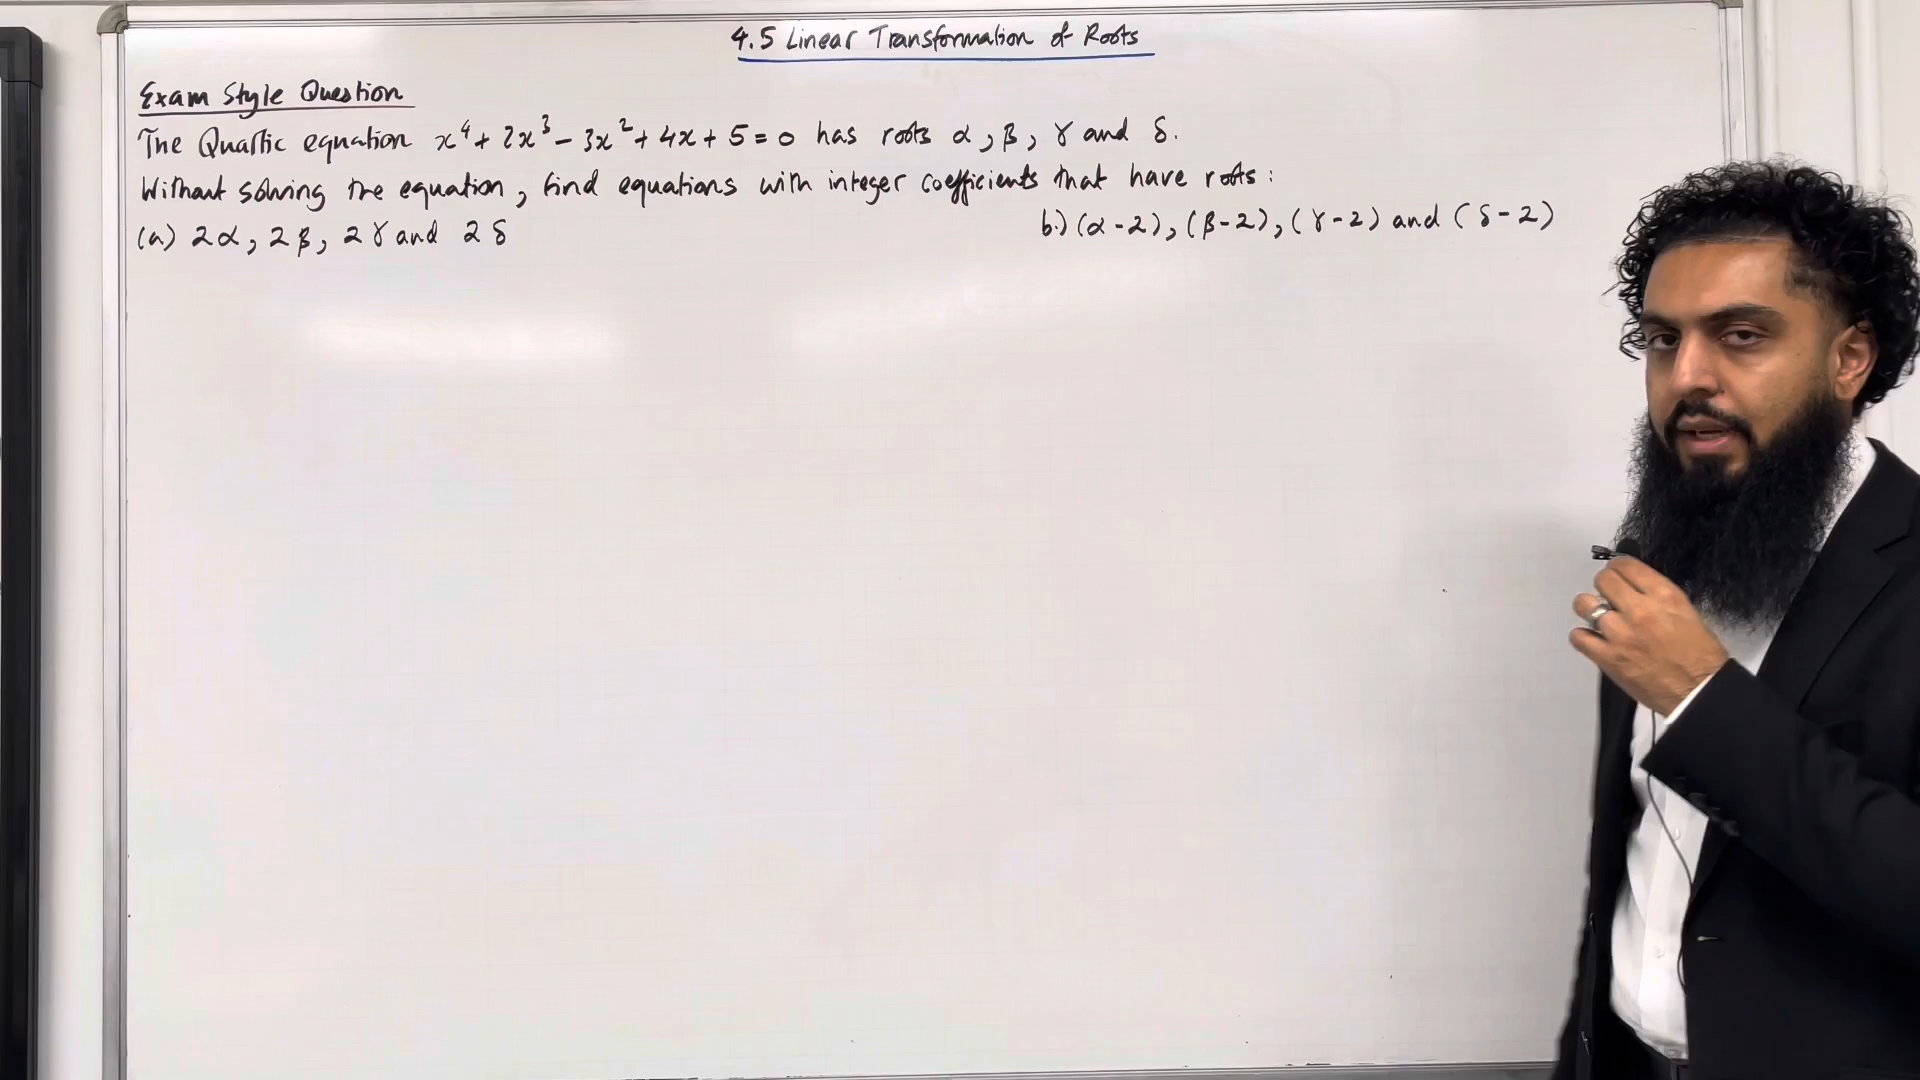 4.5 Linear Transformation of Roots
Exam Style Question
The Quartic equation x⁴ + 2x³ - 3x² + 4x + 5 = 0 has roots α, β, γ and δ.
Without solving the equation, find equations with integer coefficients that have roots:
(a) 2α, 2β, 2γ and 2δ
b.) (α-2), (β-2), (γ-2) and (δ-2)